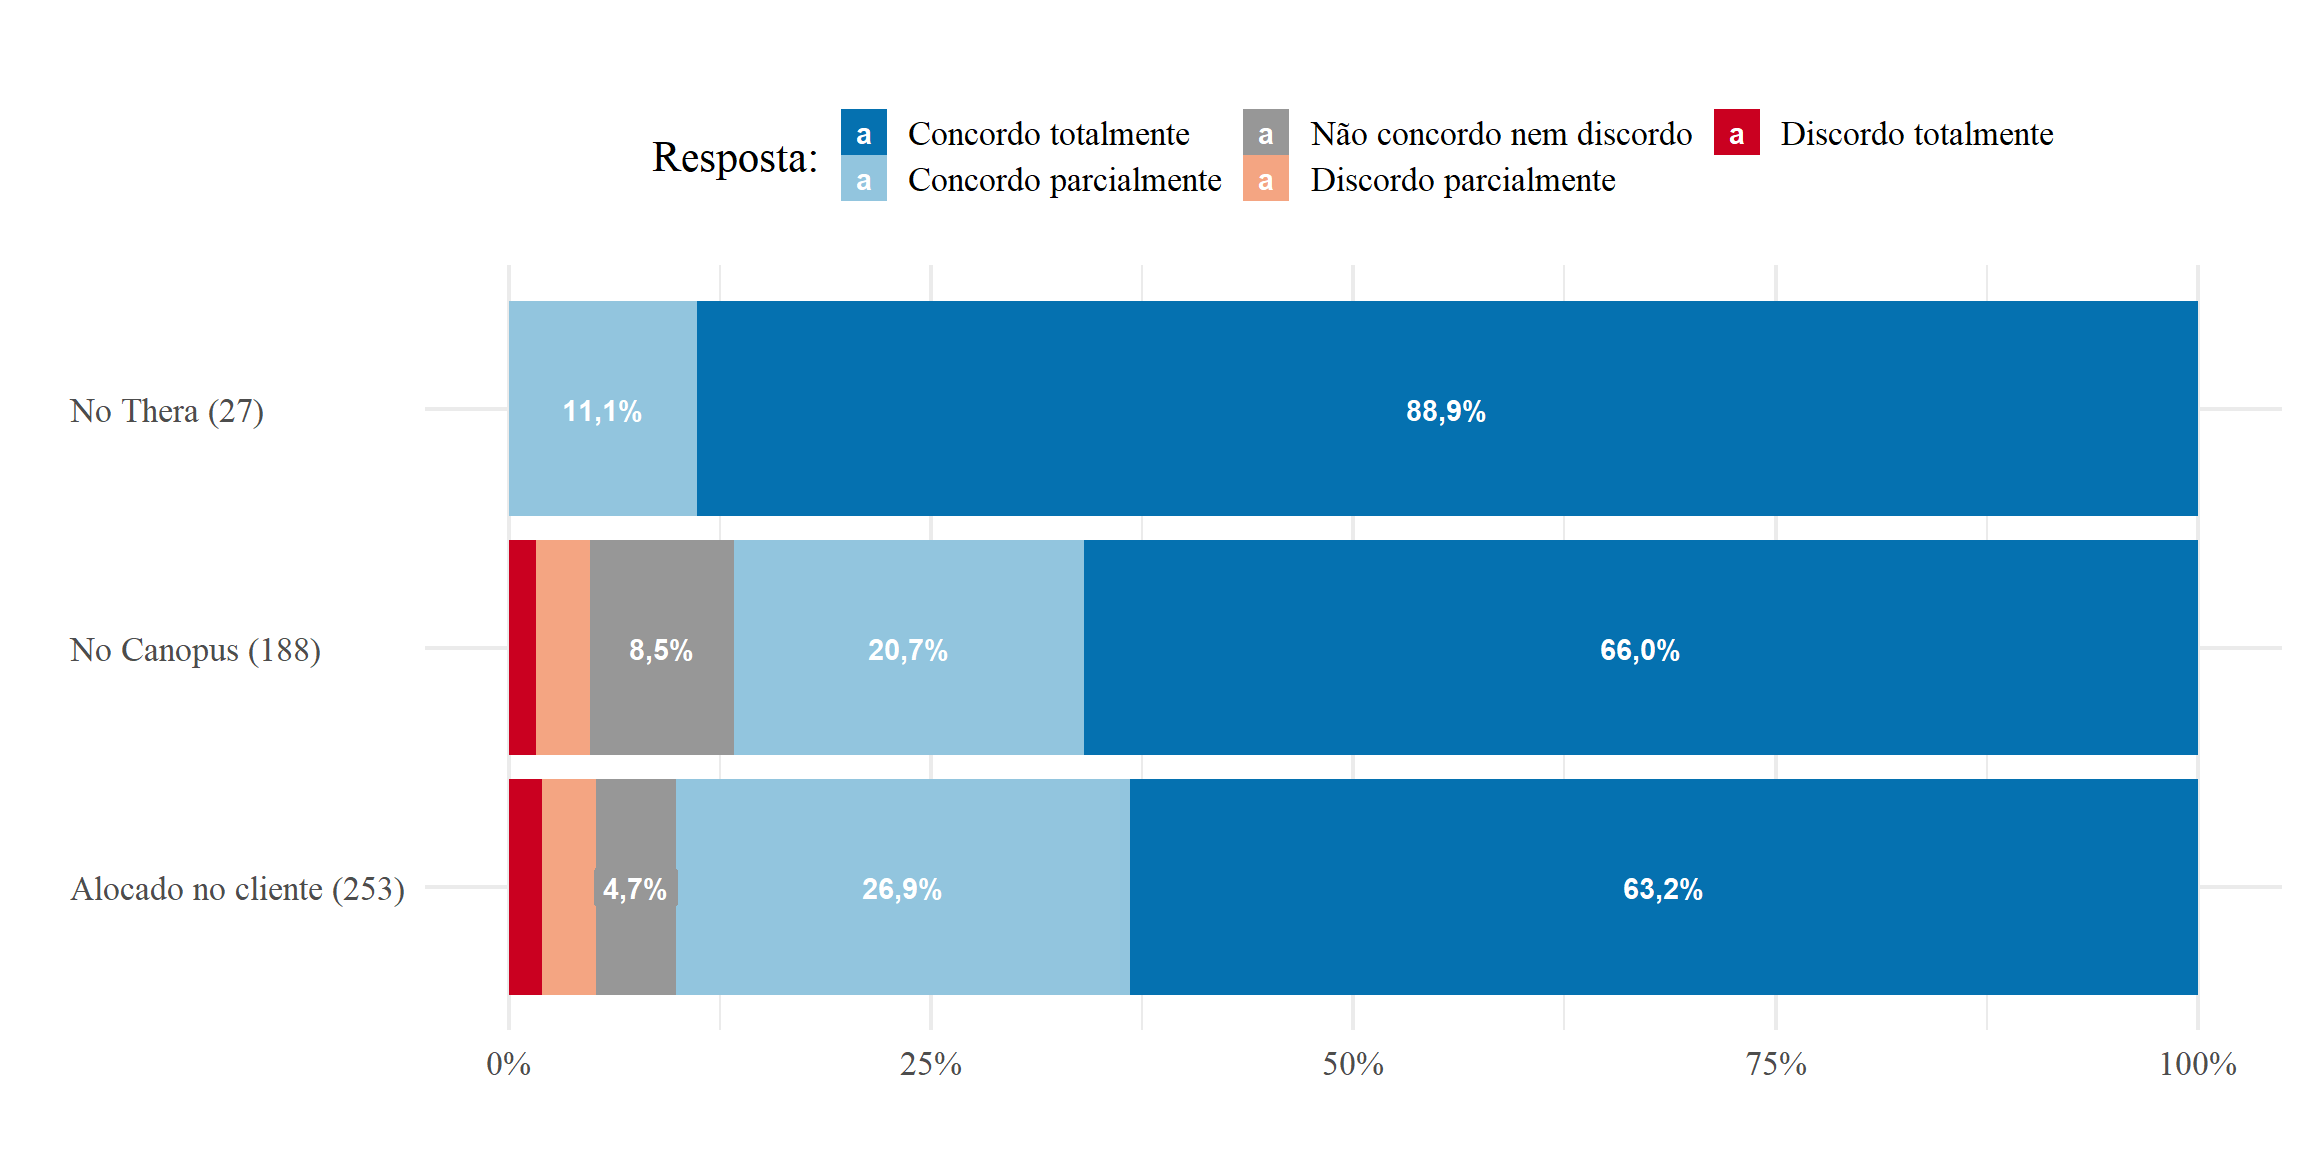 Resposta:
a Concordo totalmente
a Concordo parcialmente
a Não concordo nem discordo
a Discordo parcialmente
a Discordo totalmente
No Thera (27)
11,1% 88,9%
No Canopus (188)
8,5% 20,7% 66,0%
Alocado no cliente (253)
4,7% 26,9% 63,2%
0% 25% 50% 75% 100%